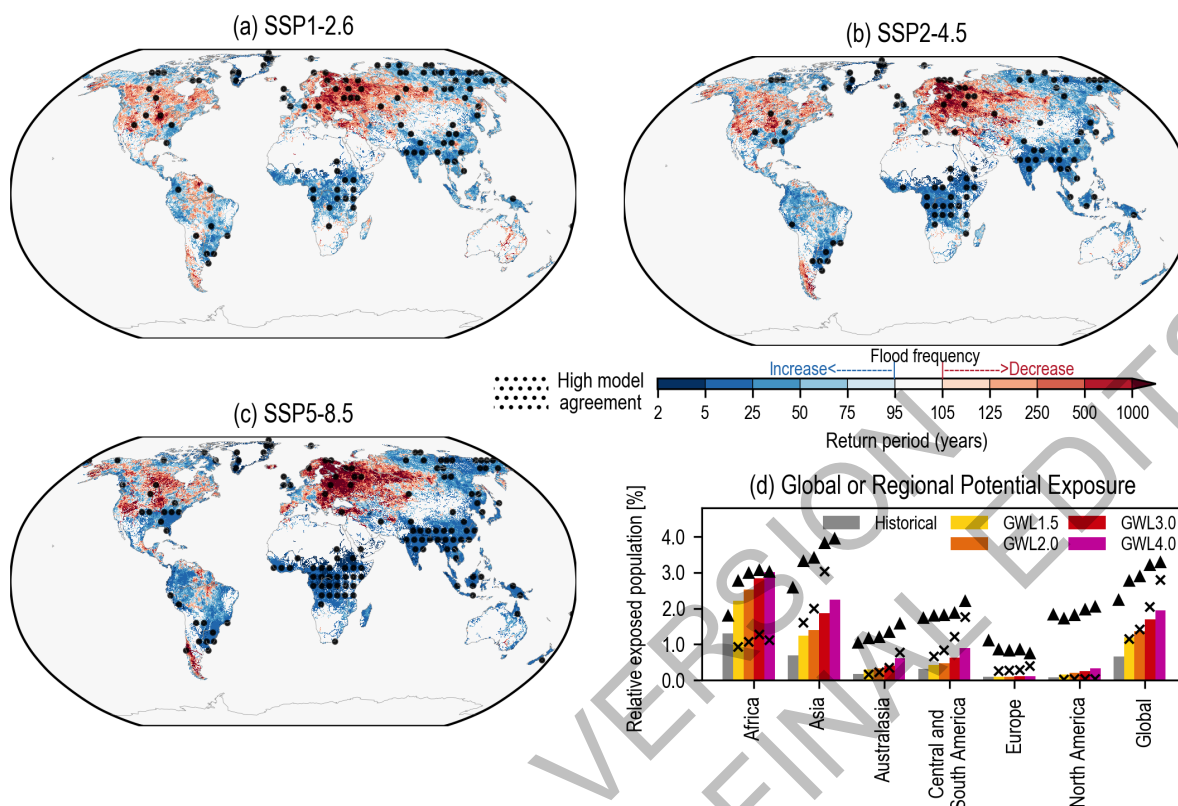 (a) SSP1-2.6
(b) SSP2-4.5
Flood frequency
Increase<----------- ---------->Decrease
High model
agreement
2 5 25 50 75 95 105 125 250 500 1000
Return period (years)
(c) SSP5-8.5
(d) Global or Regional Potential Exposure
Relative exposed population [%]
Historical GWL1.5 GWL3.0
GWL2.0 GWL4.0
4.0
3.0
2.0
1.0
0.0
Africa
Asia
Australasia
Central and
South America
Europe
North America
Global
VERSION
FINAL EDITS